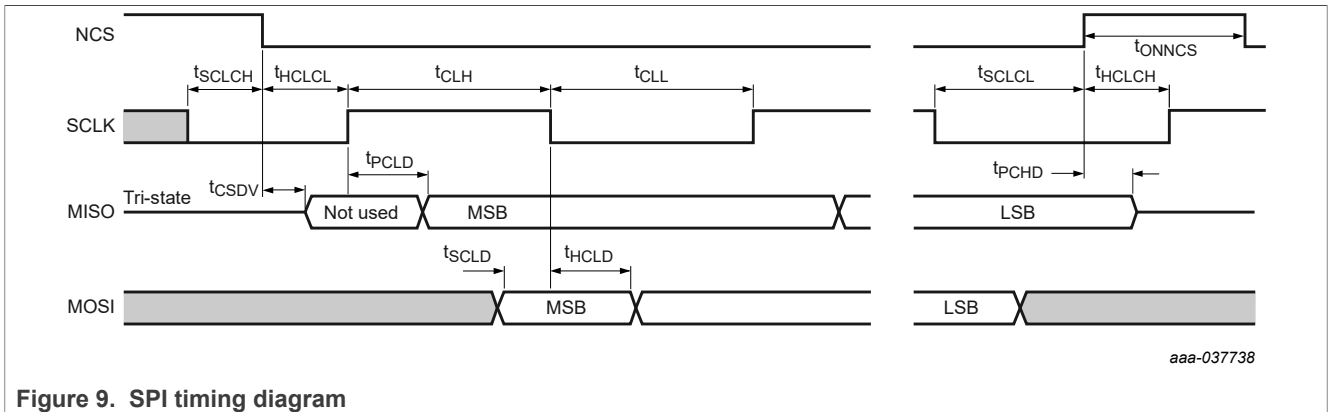 NCS
tONNCS
tSCLCH
tHCLCL
tCLH
tCLL
tSCLCL
tHCLCH
SCLK
tPCLD
tPCHD
tCSDV
Tri-state
MISO
Not used
MSB
LSB
tSCLD
tHCLD
MOSI
MSB
LSB
aaa-037738
Figure 9. SPI timing diagram